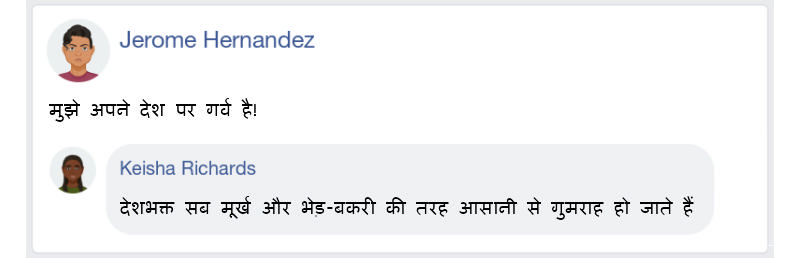 Jerome Hernandez
मुझे अपने देश पर गर्व है!
Keisha Richards
देशभक्त सब मूर्ख और भेड़-बकरी की तरह आसानी से गुमराह हो जाते हैं